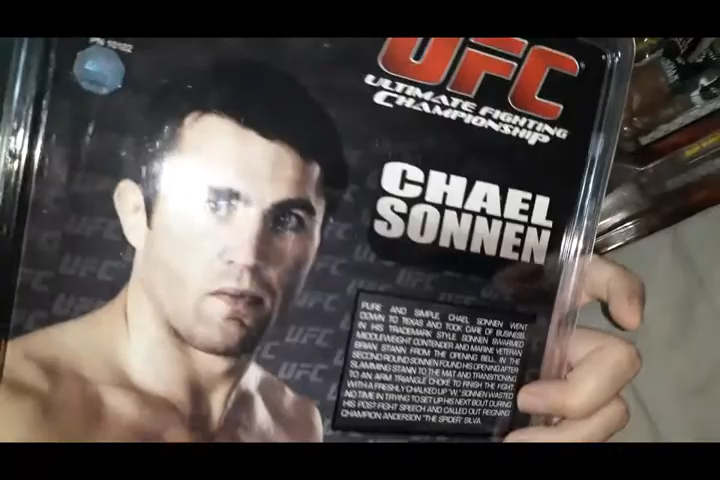 PN 10102
UFC
ULTIMATE FIGHTING
CHAMPIONSHIP
CHAEL
SONNEN
PURE AND SIMPLE, CHAEL SONNEN WENT
DOWN TO TEXAS AND TOOK CARE OF BUSINESS.
IN HIS TRADEMARK STYLE, SONNEN SWARMED
MIDDLEWEIGHT CONTENDER AND MARINE VETERAN
BRIAN STANN FROM THE OPENING BELL. IN THE
SECOND ROUND SONNEN FOUND HIS OPENING AFTER
SLAMMING STANN TO THE MAT AND TRANSITIONING
TO AN ARM TRIANGLE CHOKE TO FINISH THE FIGHT.
WITH A FRESHLY CHALKED UP "W," SONNEN WASTED
NO TIME IN TRYING TO SET UP HIS NEXT BOUT DURING
HIS POST-FIGHT SPEECH AND CALLED OUT REIGNING
CHAMPION ANDERSON "THE SPIDER" SILVA.